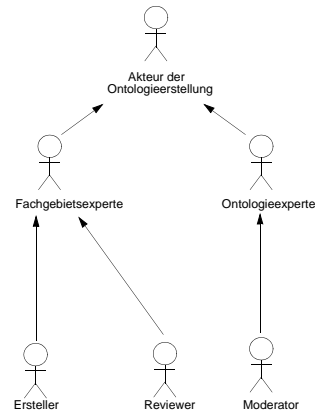 Akteur der
Ontologieerstellung
Fachgebietsexperte
Ontologieexperte
Ersteller
Reviewer
Moderator